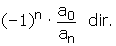 (-1)ⁿ · a₀/aₙ dir.